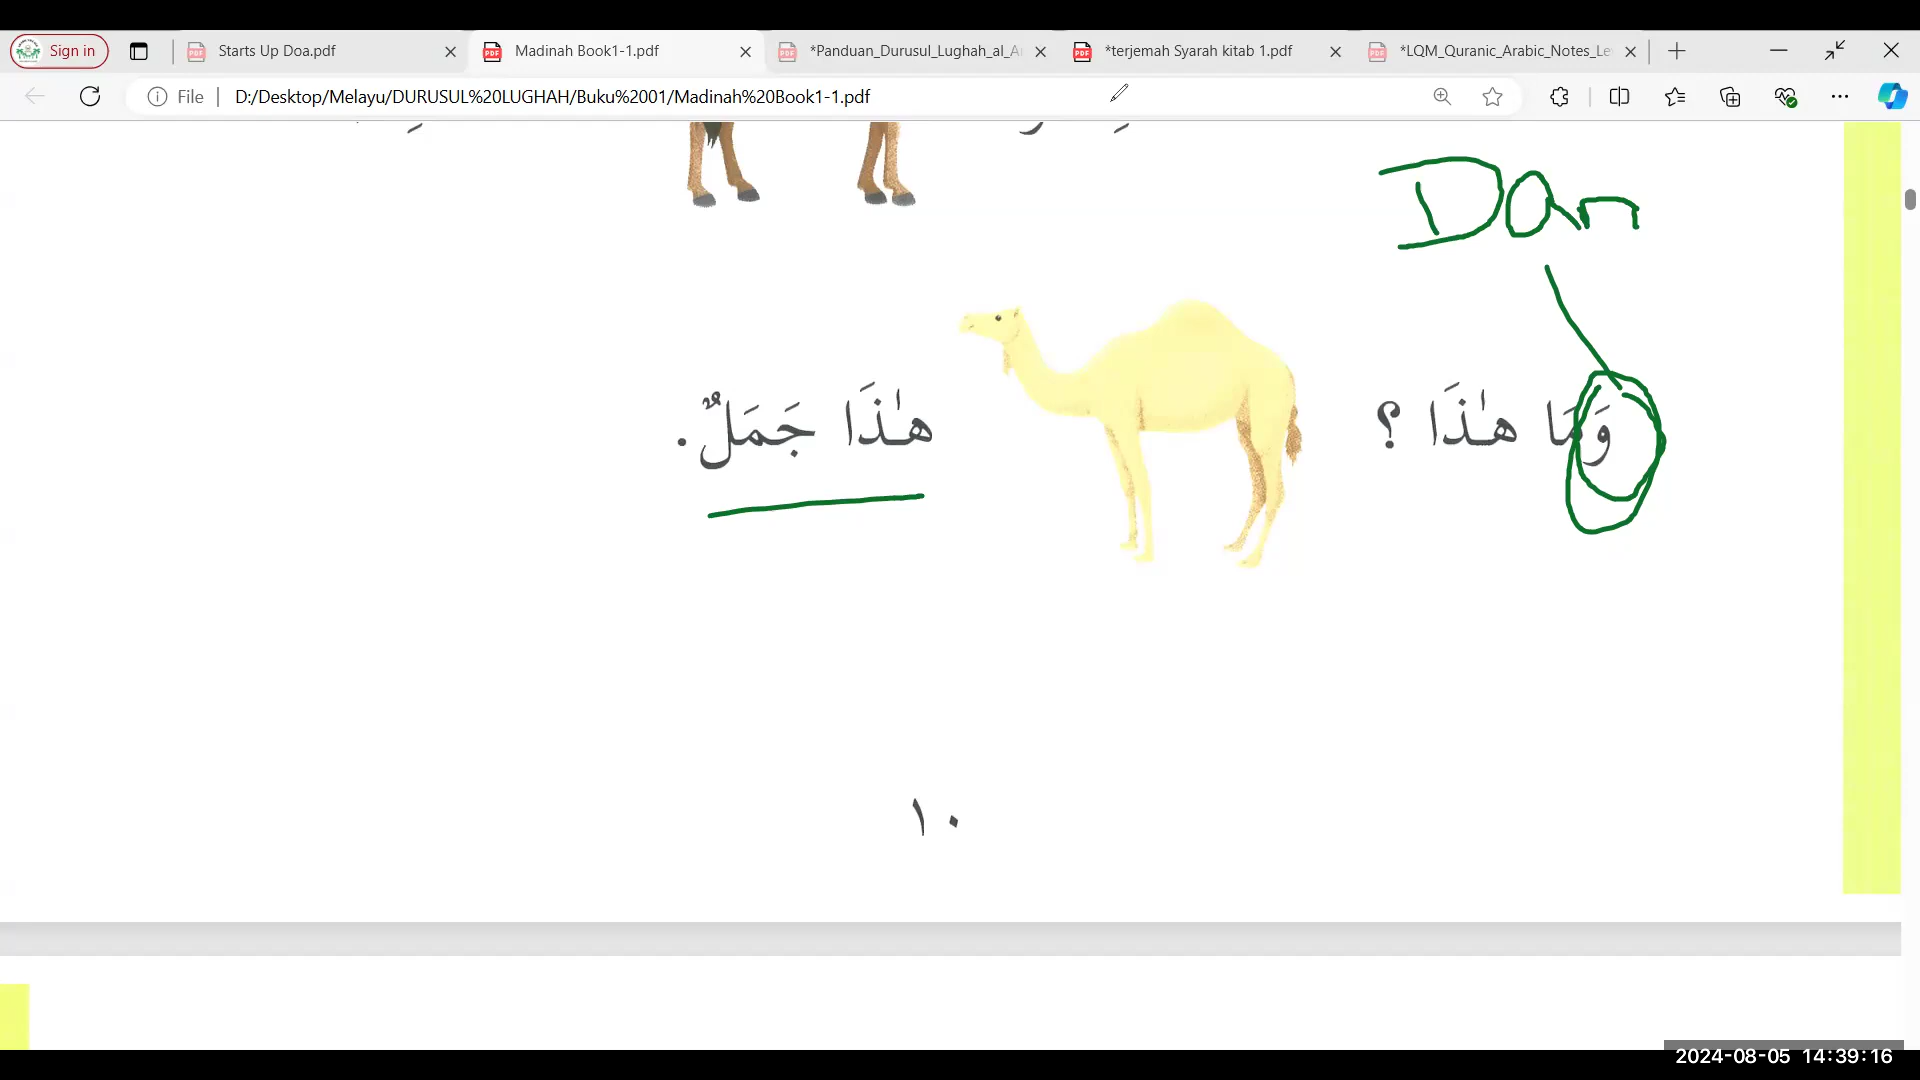 Sign in
Starts Up Doa.pdf
Madinah Book1-1.pdf
*Panduan_Durusul_Lughah_al_A
*terjemah Syarah kitab 1.pdf
*LQM_Quranic_Arabic_Notes_Le
File
D:/Desktop/Melayu/DURUSUL%20LUGHAH/Buku%2001/Madinah%20Book1-1.pdf
Dan
وَمَا هٰذَا ؟ هٰذَا جَمَلٌ.
١٠
2024-08-05 14:39:16